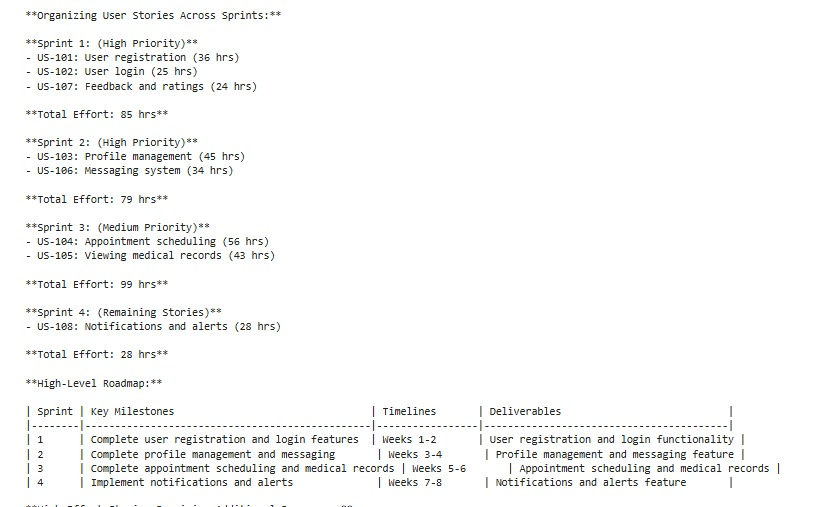 **Organizing User Stories Across Sprints:**
**Sprint 1: (High Priority)**
- US-101: User registration (36 hrs)
- US-102: User login (25 hrs)
- US-107: Feedback and ratings (24 hrs)
**Total Effort: 85 hrs**
**Sprint 2: (High Priority)**
- US-103: Profile management (45 hrs)
- US-106: Messaging system (34 hrs)
**Total Effort: 79 hrs**
**Sprint 3: (Medium Priority)**
- US-104: Appointment scheduling (56 hrs)
- US-105: Viewing medical records (43 hrs)
**Total Effort: 99 hrs**
**Sprint 4: (Remaining Stories)**
- US-108: Notifications and alerts (28 hrs)
**Total Effort: 28 hrs**
**High-Level Roadmap:**
| Sprint | Key Milestones | Timelines | Deliverables |
|--------|--------------------------------------------|----------------|--------------------------------------|
| 1 | Complete user registration and login features | Weeks 1-2 | User registration and login functionality |
| 2 | Complete profile management and messaging | Weeks 3-4 | Profile management and messaging feature |
| 3 | Complete appointment scheduling and medical records | Weeks 5-6 | Appointment scheduling and medical records |
| 4 | Implement notifications and alerts | Weeks 7-8 | Notifications and alerts feature |